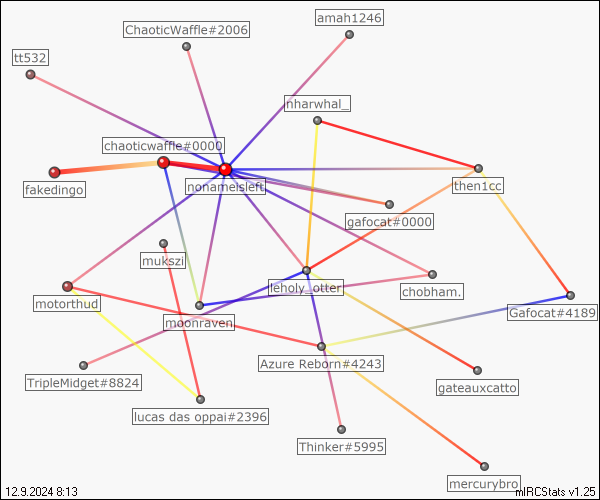 amah1246
ChaoticWaffle#2006
tt532
nharwhal_
chaoticwaffle#0000
fakedingo
nonameisleft
then1cc
gafocat#0000
mukszi
leholy_otter
chobham.
motorthud
Gafocat#4189
moonraven
Azure Reborn#4243
TripleMidget#8824
gateauxcatto
lucas das oppai#2396
Thinker#5995
mercurybro
12.9.2024 8:13
mIRCStats v1.25